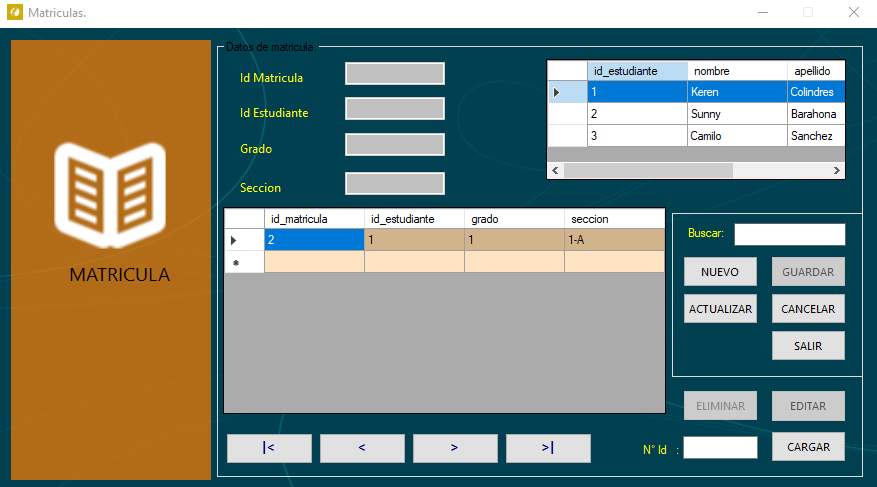 Matriculas.
MATRICULA
Datos de matricula.
Id Matricula
Id Estudiante
Grado
Seccion
id_estudiante nombre apellido
1 Keren Colindres
2 Sunny Barahona
3 Camilo Sanchez
id_matricula id_estudiante grado seccion
2 1 1 1-A
Buscar:
NUEVO GUARDAR
ACTUALIZAR CANCELAR
SALIR
ELIMINAR EDITAR
|< < > >|
N° Id : CARGAR